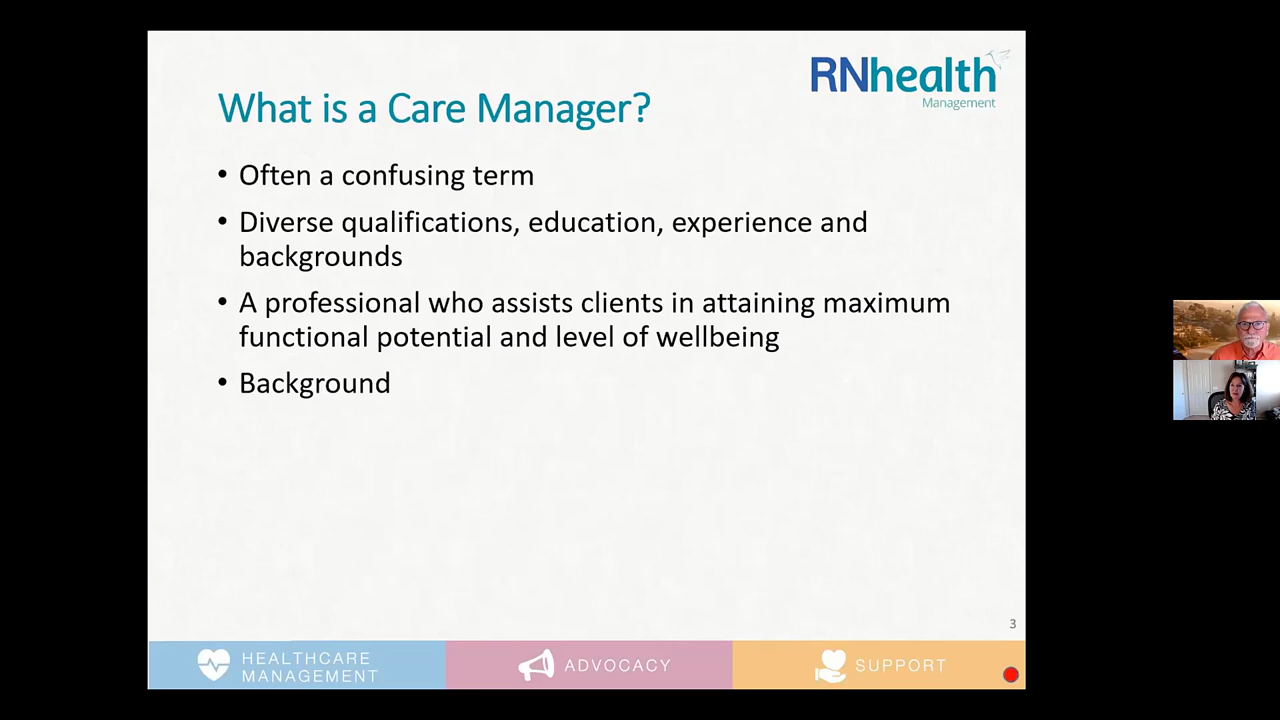 RNhealth
Management
What is a Care Manager?
• Often a confusing term
• Diverse qualifications, education, experience and
backgrounds
• A professional who assists clients in attaining maximum
functional potential and level of wellbeing
• Background
3
HEALTHCARE
MANAGEMENT
ADVOCACY
SUPPORT